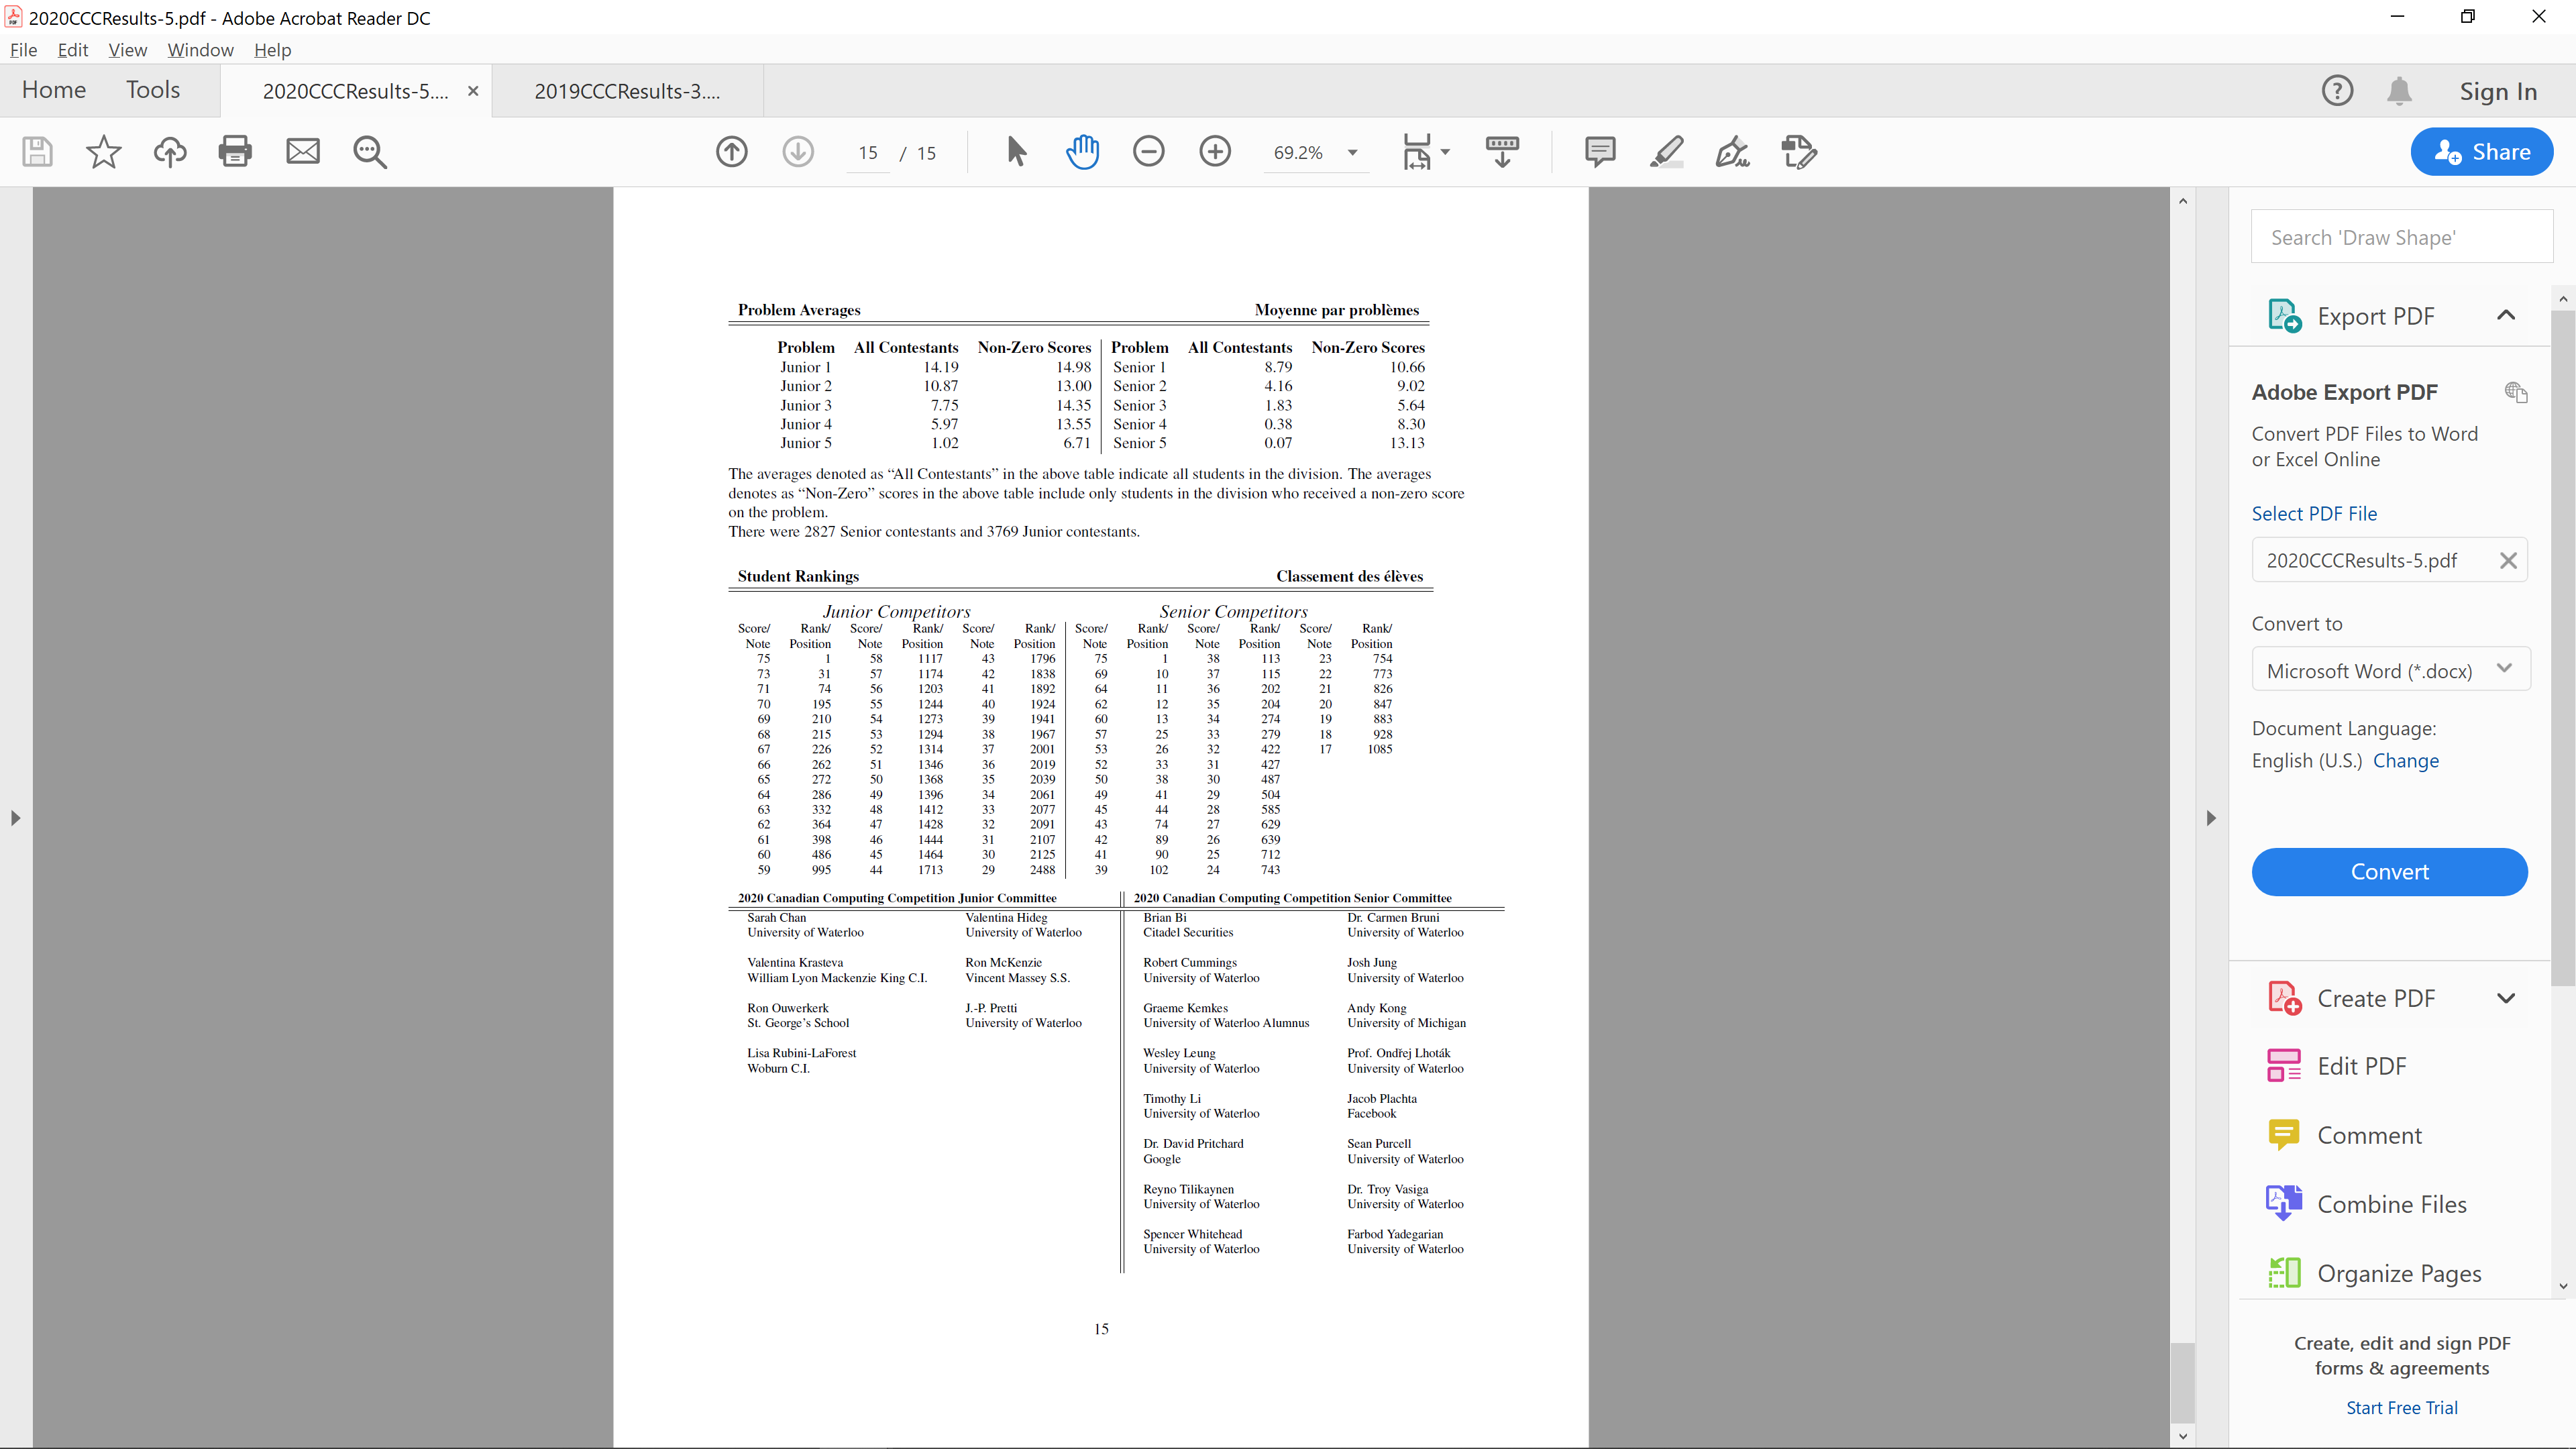 2020CCCResults-5.pdf - Adobe Acrobat Reader DC
File Edit View Window Help
Home Tools 2020CCCResults-5.... 2019CCCResults-3.... Sign In
15 / 15 69.2% Share
Problem Averages Moyenne par problèmes
Problem All Contestants Non-Zero Scores Problem All Contestants Non-Zero Scores
Junior 1 14.19 14.98 Senior 1 8.79 10.66
Junior 2 10.87 13.00 Senior 2 4.16 9.02
Junior 3 7.75 14.35 Senior 3 1.83 5.64
Junior 4 5.97 13.55 Senior 4 0.38 8.30
Junior 5 1.02 6.71 Senior 5 0.07 13.13
The averages denoted as “All Contestants” in the above table indicate all students in the division. The averages
denotes as “Non-Zero” scores in the above table include only students in the division who received a non-zero score
on the problem.
There were 2827 Senior contestants and 3769 Junior contestants.
Student Rankings Classement des élèves
Junior Competitors Senior Competitors
Score/ Rank/ Score/ Rank/ Score/ Rank/ Score/ Rank/ Score/ Rank/ Score/ Rank/
Note Position Note Position Note Position Note Position Note Position Note Position
75 1 58 1117 43 1796 75 1 38 113 23 754
73 31 57 1174 42 1838 69 10 37 115 22 773
71 74 56 1203 41 1892 64 11 36 202 21 826
70 195 55 1244 40 1924 62 12 35 204 20 847
69 210 54 1273 39 1941 60 13 34 274 19 883
68 215 53 1294 38 1967 57 25 33 279 18 928
67 226 52 1314 37 2001 53 26 32 422 17 1085
66 262 51 1346 36 2019 52 33 31 427
65 272 50 1368 35 2039 50 38 30 487
64 286 49 1396 34 2061 49 41 29 504
63 332 48 1412 33 2077 45 44 28 585
62 364 47 1428 32 2091 43 74 27 629
61 398 46 1444 31 2107 42 89 26 639
60 486 45 1464 30 2125 41 90 25 712
59 995 44 1713 29 2488 39 102 24 743
2020 Canadian Computing Competition Junior Committee 2020 Canadian Computing Competition Senior Committee
Sarah Chan Valentina Hideg Brian Bi Dr. Carmen Bruni
University of Waterloo University of Waterloo Citadel Securities University of Waterloo
Valentina Krasteva Ron McKenzie Robert Cummings Josh Jung
William Lyon Mackenzie King C.I. Vincent Massey S.S. University of Waterloo University of Waterloo
Ron Ouwerkerk J.-P. Pretti Graeme Kemkes Andy Kong
St. George’s School University of Waterloo University of Waterloo Alumnus University of Michigan
Lisa Rubini-LaForest Wesley Leung Prof. Ondřej Lhoták
Woburn C.I. University of Waterloo University of Waterloo
Timothy Li Jacob Plachta
University of Waterloo Facebook
Dr. David Pritchard Sean Purcell
Google University of Waterloo
Reyno Tilikaynen Dr. Troy Vasiga
University of Waterloo University of Waterloo
Spencer Whitehead Farbod Yadegarian
University of Waterloo University of Waterloo
15
Search 'Draw Shape'
Export PDF
Adobe Export PDF
Convert PDF Files to Word
or Excel Online
Select PDF File
2020CCCResults-5.pdf
Convert to
Microsoft Word (*.docx)
Document Language:
English (U.S.) Change
Convert
Create PDF
Edit PDF
Comment
Combine Files
Organize Pages
Create, edit and sign PDF
forms & agreements
Start Free Trial